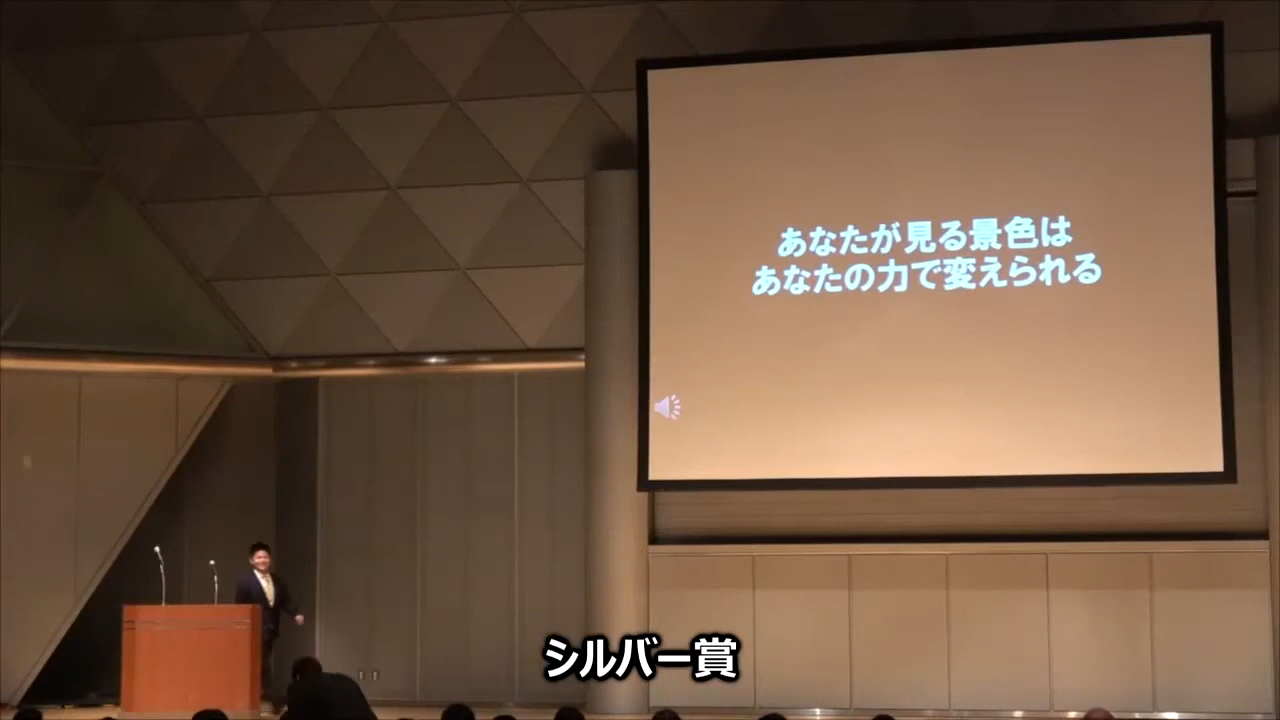 あなたが見る景色は
あなたの力で変えられる
シルバー賞